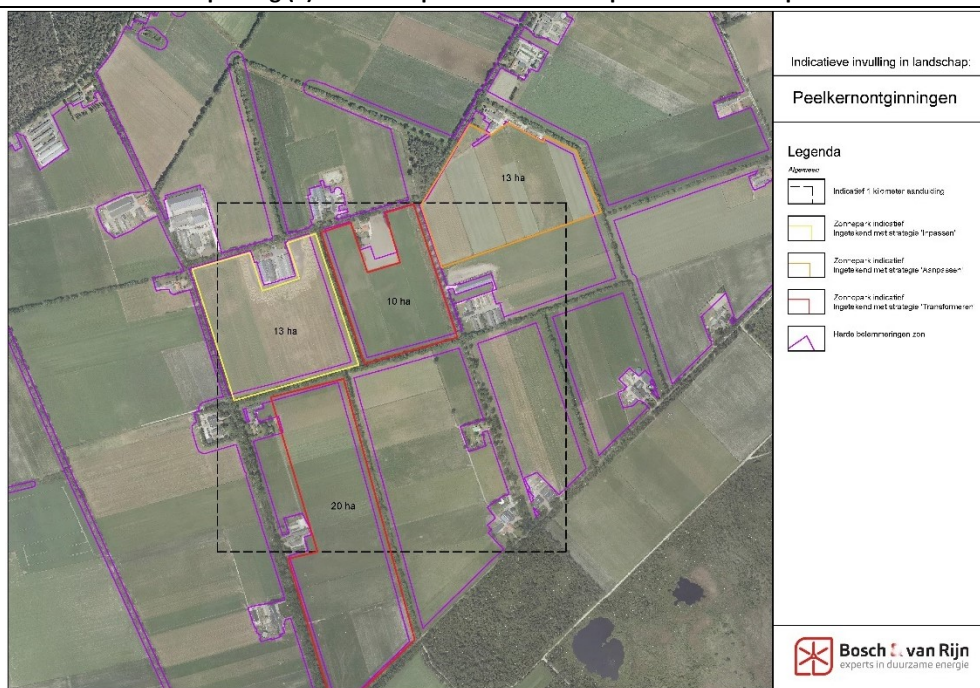 Indicatieve invulling in landschap:
Peelkernontginningen
Legenda
Algemeen
Indicatief 1 kilometer aanduiding
Zonnepark indicatief
Ingetekend met strategie 'Inpassen'
Zonnepark indicatief
Ingetekend met strategie 'Aanpassen'
Zonnepark indicatief
Ingetekend met strategie 'Transformeren
Harde belemmeringen zon
13 ha
10 ha
13 ha
20 ha
Bosch & van Rijn
experts in duurzame energie